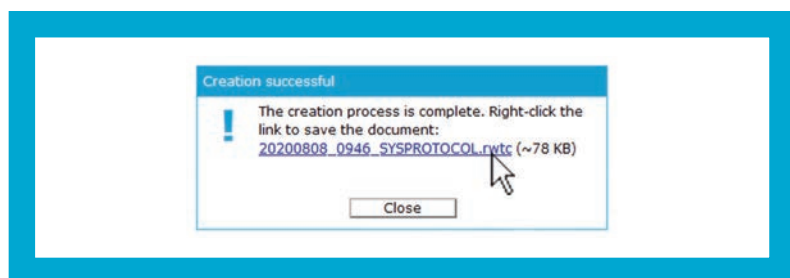 Creation successful
The creation process is complete. Right-click the
link to save the document:
20200808_0946_SYSPROTOCOL.rwtc (~78 KB)
Close